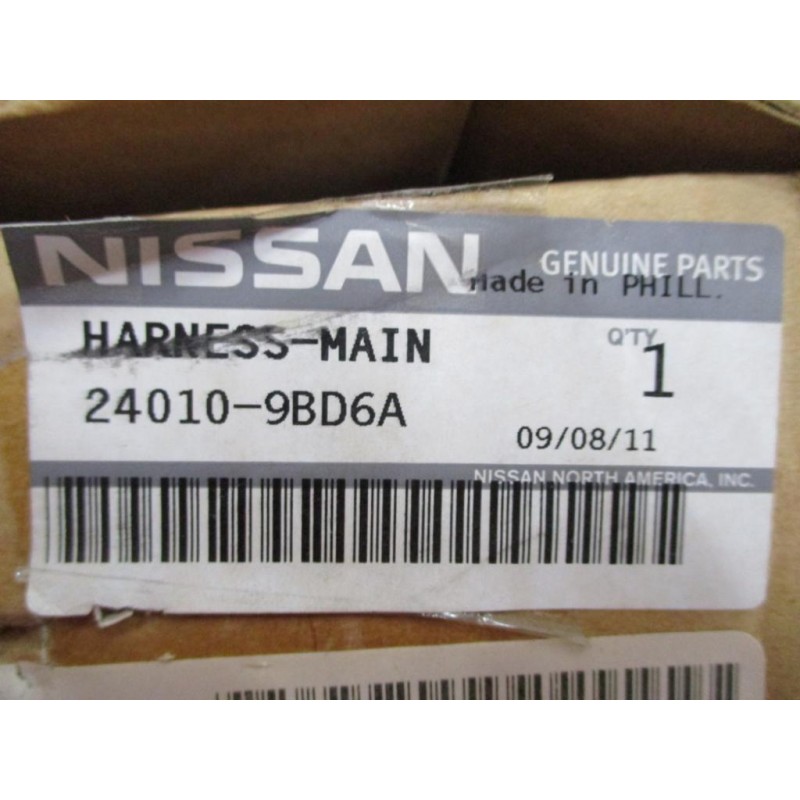 NISSAN GENUINE PARTS
Made in PHILL.
HARNESS-MAIN
Q'TY
1
24010-9BD6A
09/08/11
NISSAN NORTH AMERICA, INC.